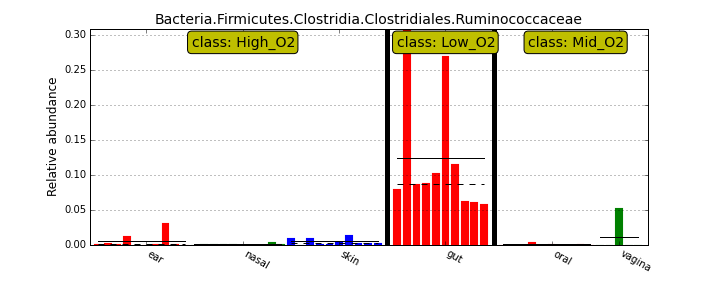 Bacteria.Firmicutes.Clostridia.Clostridiales.Ruminococcaceae
class: High_O2 class: Low_O2 class: Mid_O2
Relative abundance
0.30
0.25
0.20
0.15
0.10
0.05
0.00
ear nasal skin gut oral vagina